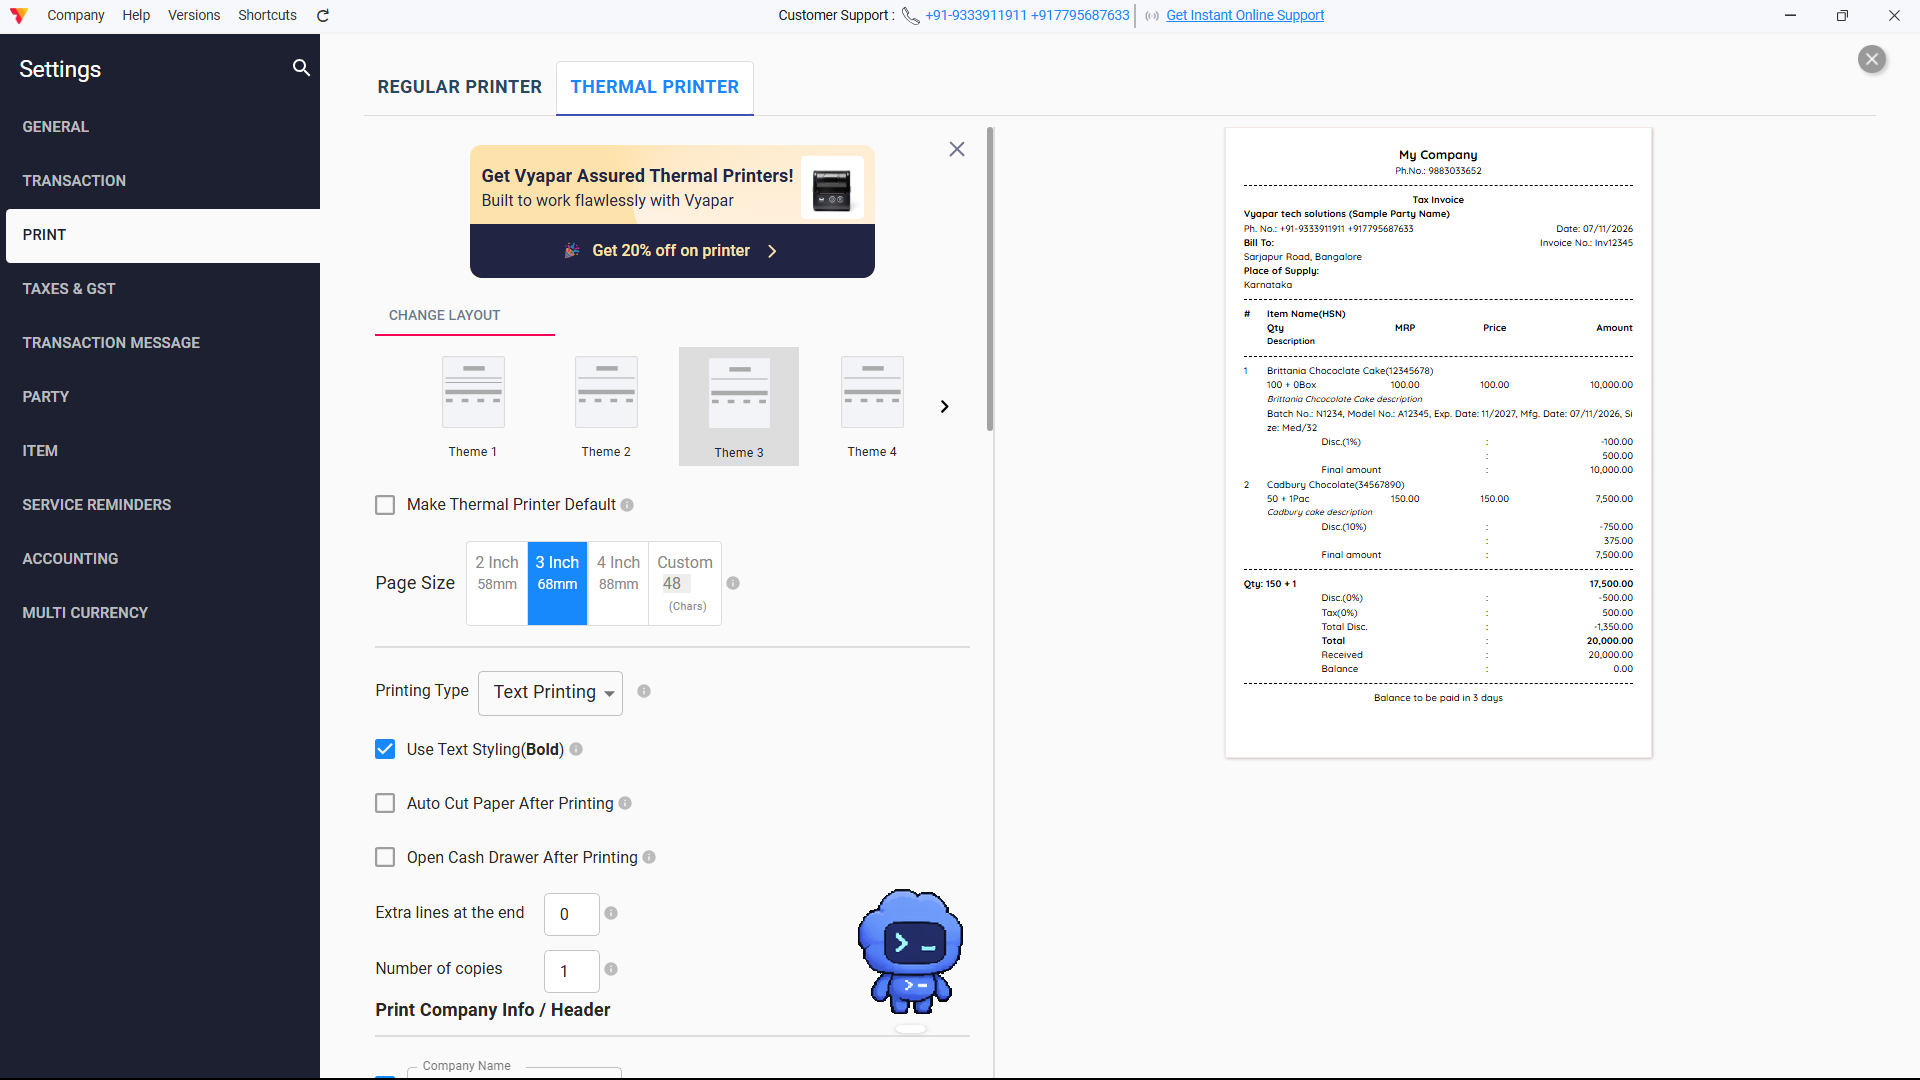 Company Help Versions Shortcuts
Customer Support : +91-9333911911 +917795687633 Get Instant Online Support
Settings
GENERAL
TRANSACTION
PRINT
TAXES & GST
TRANSACTION MESSAGE
PARTY
ITEM
SERVICE REMINDERS
ACCOUNTING
MULTI CURRENCY
REGULAR PRINTER THERMAL PRINTER
Get Vyapar Assured Thermal Printers!
Built to work flawlessly with Vyapar
Get 20% off on printer
CHANGE LAYOUT
Theme 1 Theme 2 Theme 3 Theme 4
Make Thermal Printer Default
Page Size
2 Inch 58mm
3 Inch 68mm
4 Inch 88mm
Custom 48 (Chars)
Printing Type Text Printing
Use Text Styling(Bold)
Auto Cut Paper After Printing
Open Cash Drawer After Printing
Extra lines at the end 0
Number of copies 1
Print Company Info / Header
Company Name
My Company
Ph.No.: 9883033652
Tax Invoice
Vyapar tech solutions (Sample Party Name)
Ph. No.: +91-9333911911 +917795687633 Date: 07/11/2026
Bill To: Invoice No.: Inv12345
Sarjapur Road, Bangalore
Place of Supply:
Karnataka
# Item Name(HSN)
Qty MRP Price Amount
Description
1 Brittania Chococlate Cake(12345678)
100 + 0Box 100.00 100.00 10,000.00
Brittania Chcocolate Cake description
Batch No.: N1234, Model No.: A12345, Exp. Date: 11/2027, Mfg. Date: 07/11/2026, Si
ze: Med/32
Disc.(1%) : -100.00
: 500.00
Final amount : 10,000.00
2 Cadbury Chocolate(34567890)
50 + 1Pac 150.00 150.00 7,500.00
Cadbury cake description
Disc.(10%) : -750.00
: 375.00
Final amount : 7,500.00
Qty: 150 + 1 17,500.00
Disc.(0%) : -500.00
Tax(0%) : 500.00
Total Disc. : -1,350.00
Total : 20,000.00
Received : 20,000.00
Balance : 0.00
Balance to be paid in 3 days